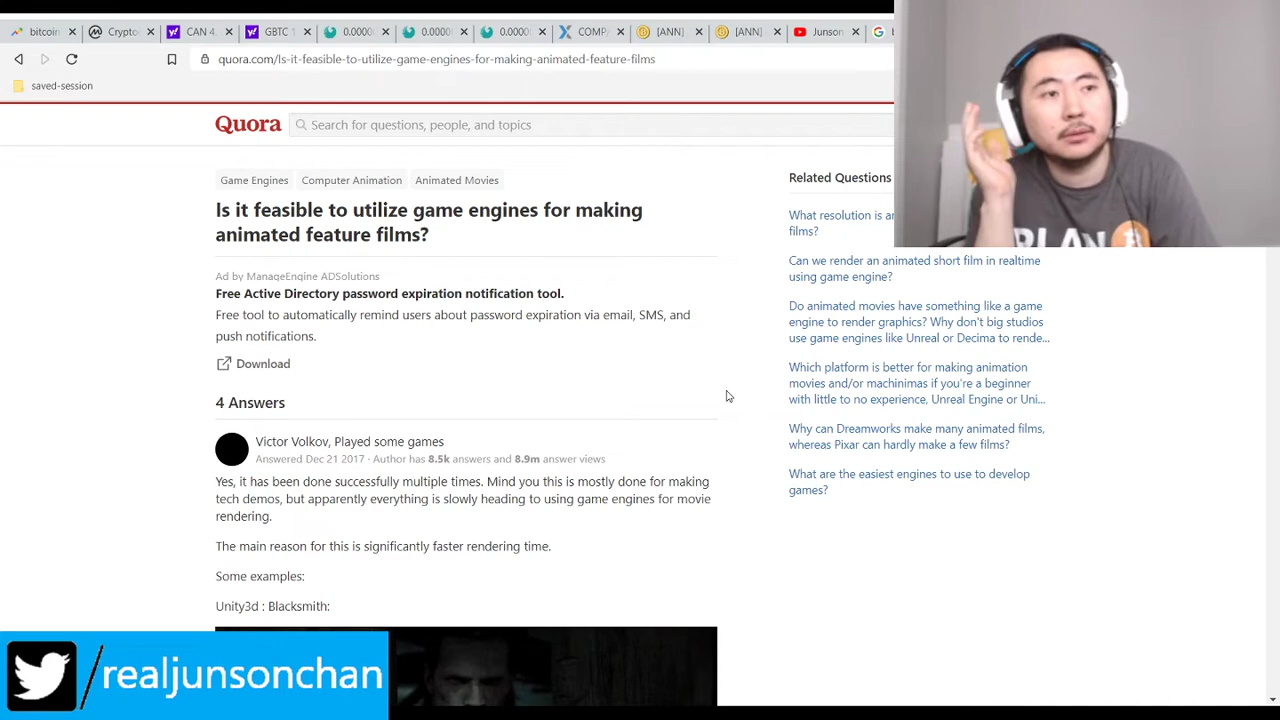 bitcoin
Crypto
CAN 4.
GBTC 1
0.0000
0.0000
0.0000
COMP
[ANN]
[ANN]
Junson
b
quora.com/Is-it-feasible-to-utilize-game-engines-for-making-animated-feature-films
saved-session
Quora
Search for questions, people, and topics
Game Engines
Computer Animation
Animated Movies
Is it feasible to utilize game engines for making
animated feature films?
Ad by ManageEngine ADSolutions
Free Active Directory password expiration notification tool.
Free tool to automatically remind users about password expiration via email, SMS, and
push notifications.
Download
4 Answers
Victor Volkov, Played some games
Answered Dec 21 2017 · Author has 8.5k answers and 8.9m answer views
Yes, it has been done successfully multiple times. Mind you this is mostly done for making
tech demos, but apparently everything is slowly heading to using game engines for movie
rendering.
The main reason for this is significantly faster rendering time.
Some examples:
Unity3d : Blacksmith:
Related Questions
What resolution is
films?
Can we render an animated short film in realtime
using game engine?
Do animated movies have something like a game
engine to render graphics? Why don't big studios
use game engines like Unreal or Decima to rende...
Which platform is better for making animation
movies and/or machinimas if you're a beginner
with little to no experience, Unreal Engine or Uni...
Why can Dreamworks make many animated films,
whereas Pixar can hardly make a few films?
What are the easiest engines to use to develop
games?
/realjunsonchan